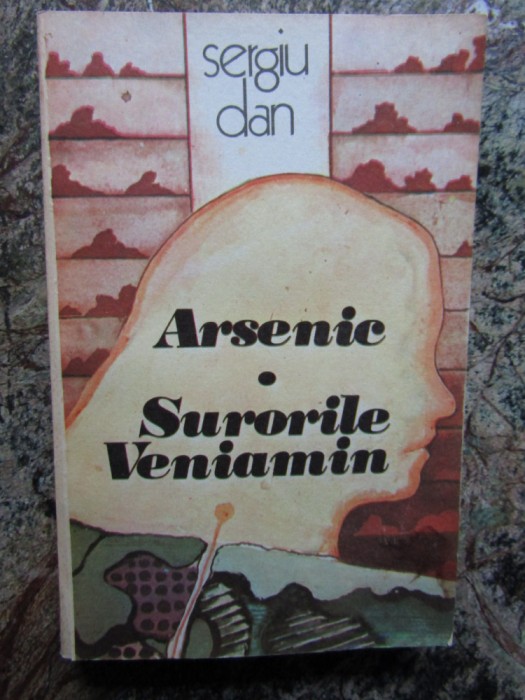 sergiu
dan
Arsenic
•
Surorile
Veniamin